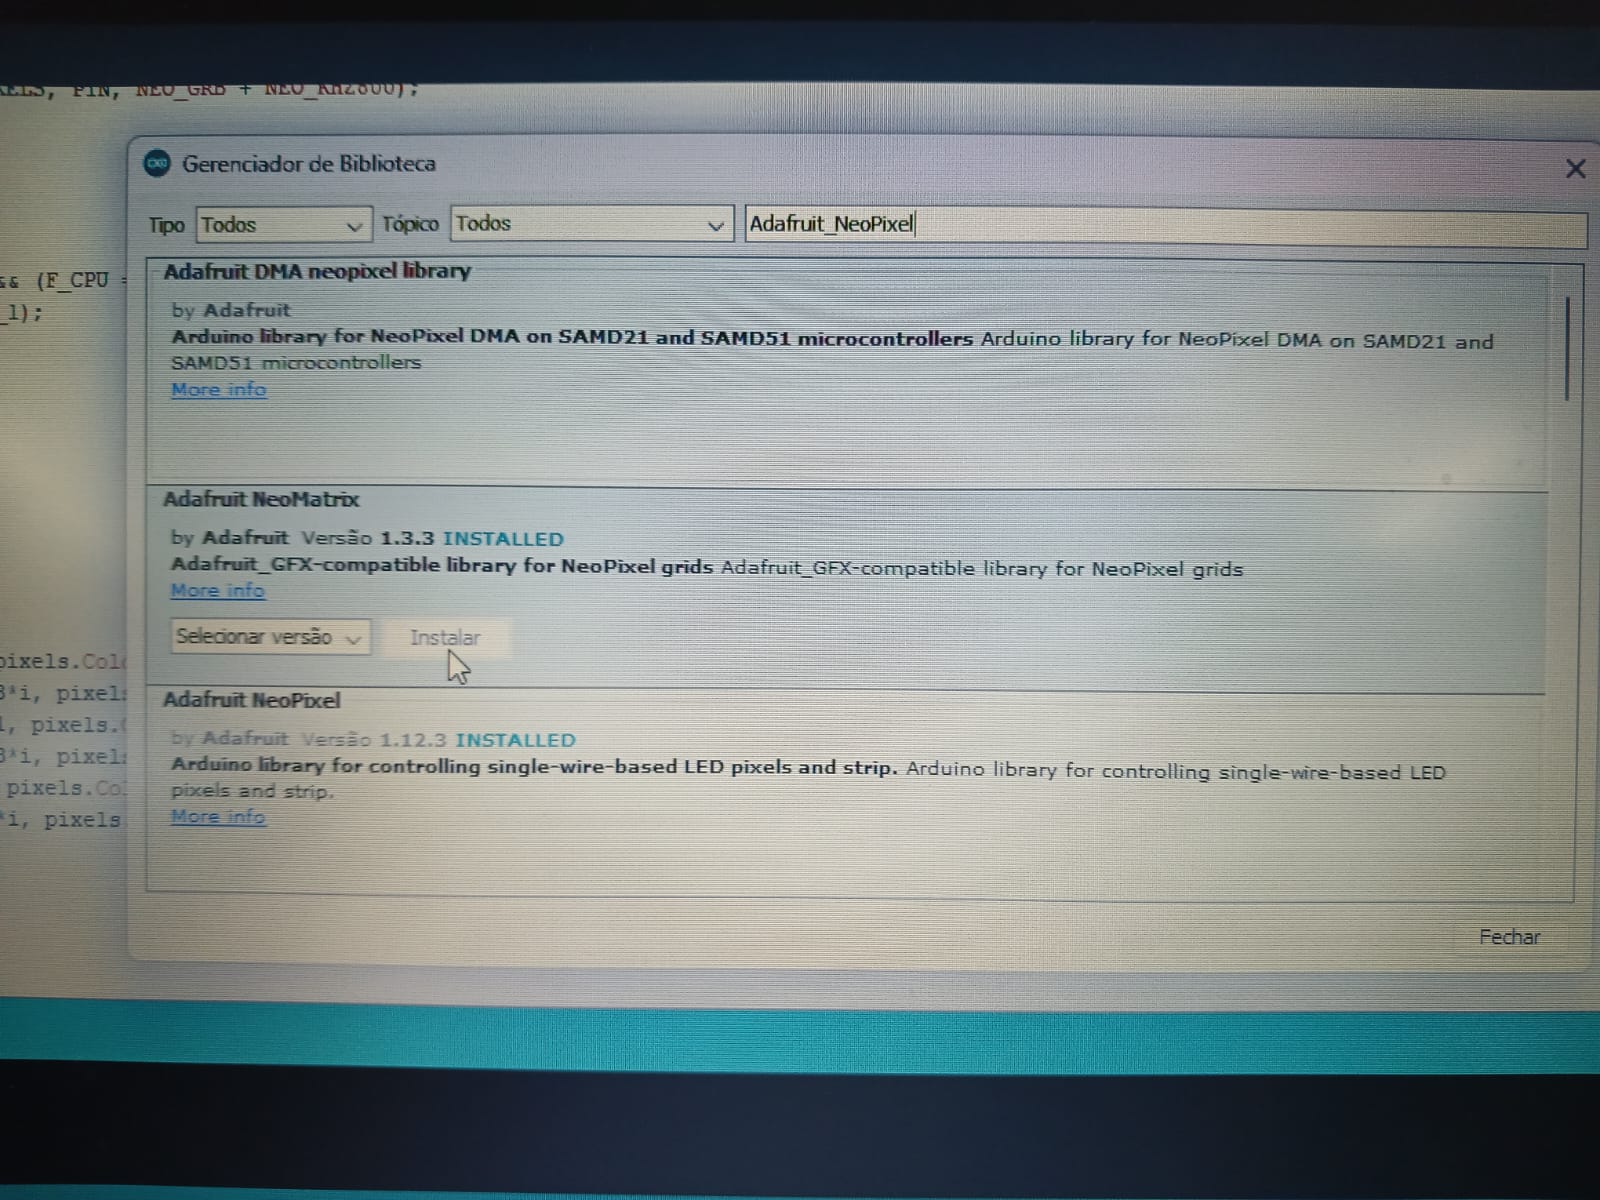 PIN, NEO_GRB + NEO_KHZ800);
Gerenciador de Biblioteca
Tipo Todos Tópico Todos Adafruit_NeoPixel
Adafruit DMA neopixel library
&& (F_CPU =
by Adafruit
_1);
Arduino library for NeoPixel DMA on SAMD21 and SAMD51 microcontrollers Arduino library for NeoPixel DMA on SAMD21 and
SAMD51 microcontrollers
More info
Adafruit NeoMatrix
by Adafruit Versão 1.3.3 INSTALLED
Adafruit_GFX-compatible library for NeoPixel grids Adafruit_GFX-compatible library for NeoPixel grids
More info
Selecionar versão Instalar
pixels.Colo
3*i, pixels
Adafruit NeoPixel
1, pixels.C
by Adafruit Versão 1.12.3 INSTALLED
3*i, pixels
Arduino library for controlling single-wire-based LED pixels and strip. Arduino library for controlling single-wire-based LED
pixels.Col
pixels and strip.
*i, pixels
More info
Fechar